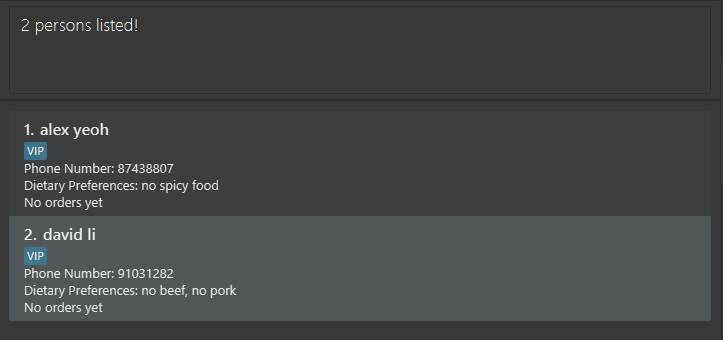 2 persons listed!
1. alex yeoh
VIP
Phone Number: 87438807
Dietary Preferences: no spicy food
No orders yet
2. david li
VIP
Phone Number: 91031282
Dietary Preferences: no beef, no pork
No orders yet